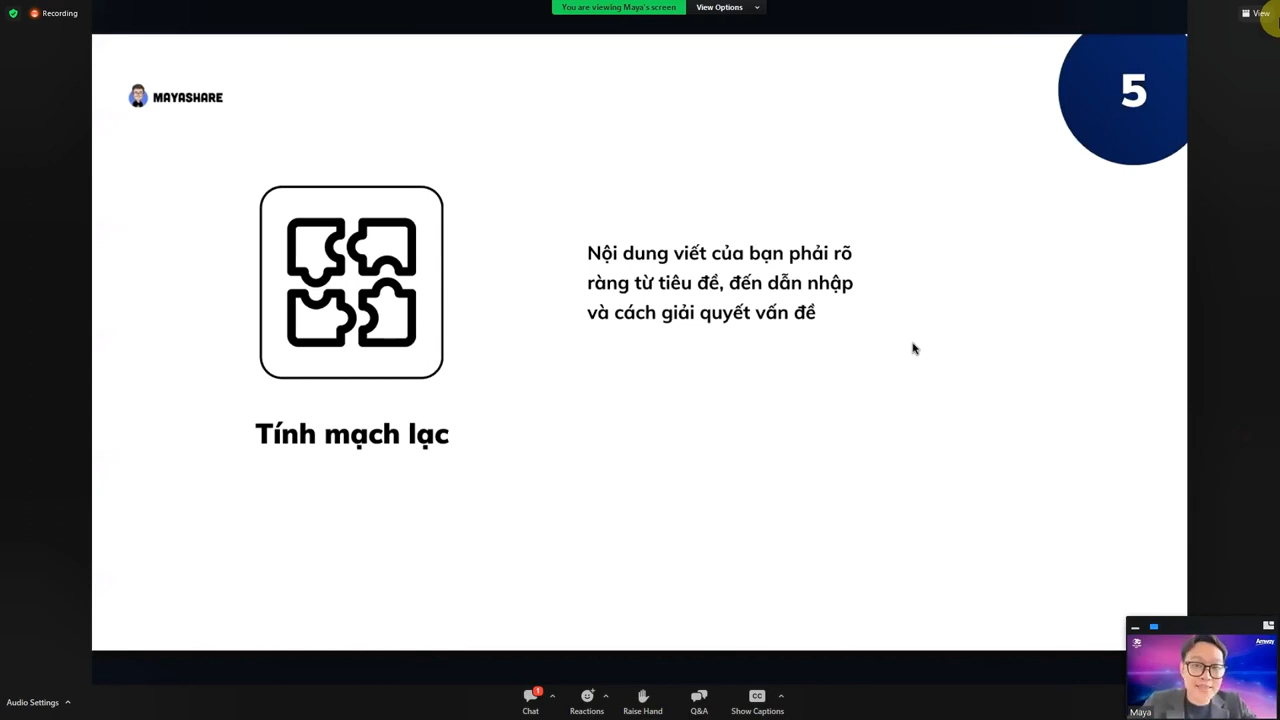 Recording
You are viewing Maya's screen
View Options
View
MAYASHARE
5
Nội dung viết của bạn phải rõ
ràng từ tiêu đề, đến dẫn nhập
và cách giải quyết vấn đề
Tính mạch lạc
Amway
Maya
Audio Settings
1
Chat
Reactions
Raise Hand
Q&A
CC
Show Captions